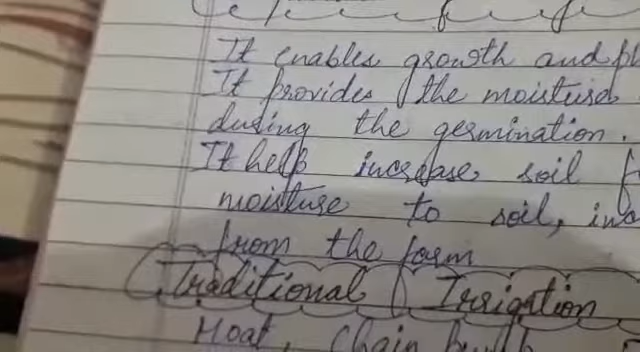 It enables growth and
It provides the moisture
during the germination.
It help increase soil
moisture to soil,
from the farm
Traditional Irrigation
Moat, Chain